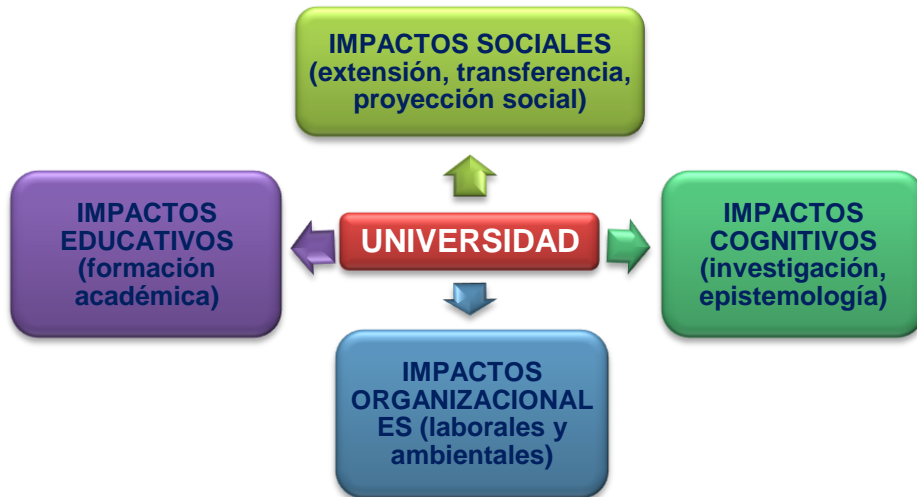 IMPACTOS SOCIALES
(extensión, transferencia,
proyección social)
IMPACTOS
EDUCATIVOS
(formación
académica)
UNIVERSIDAD
IMPACTOS
COGNITIVOS
(investigación,
epistemología)
IMPACTOS
ORGANIZACIONAL
ES (laborales y
ambientales)